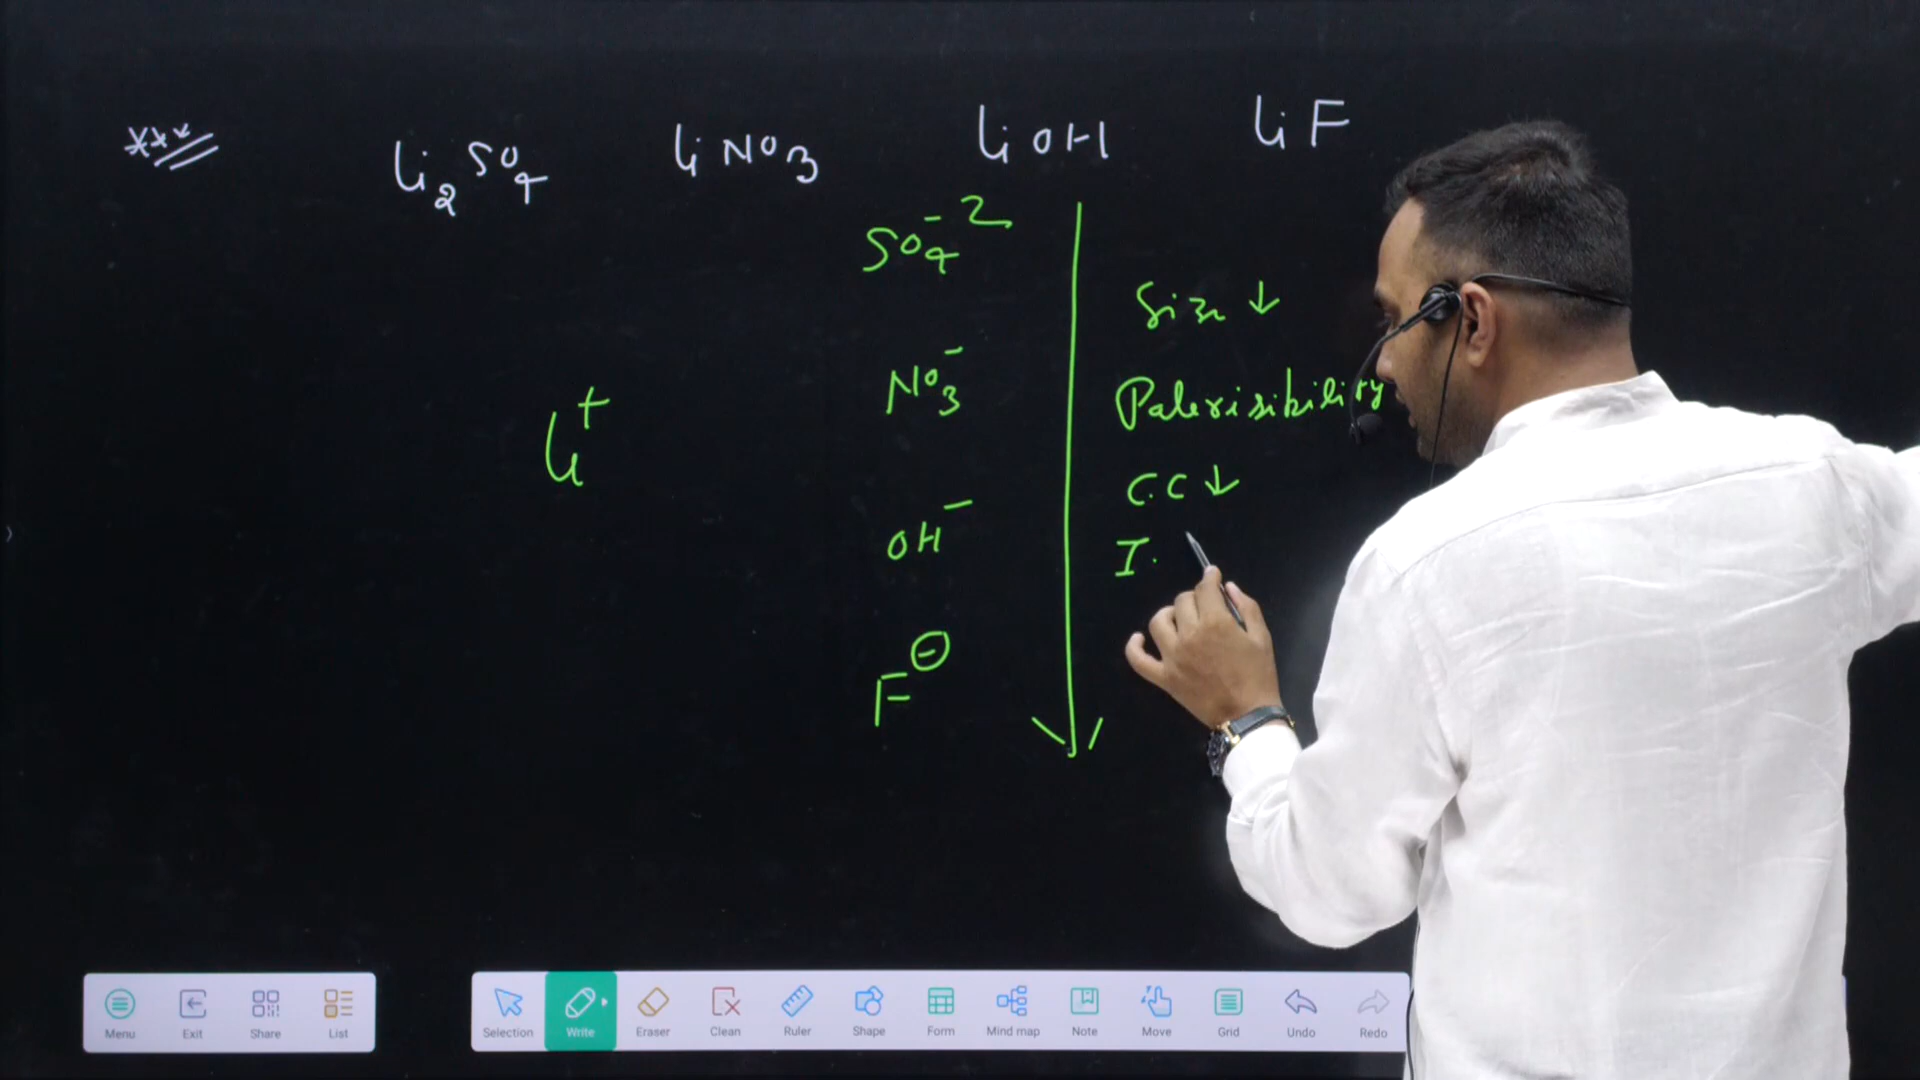 Li2SO4 LiNO3 LiOH LiF
SO4-2
Size ↓
NO3-
Li+
Polarisibility
C.C ↓
OH-
I.
F⊖
Menu Exit Share List
Selection Write Eraser Clean Ruler Shape Form Mind map Note Move Grid Undo Redo